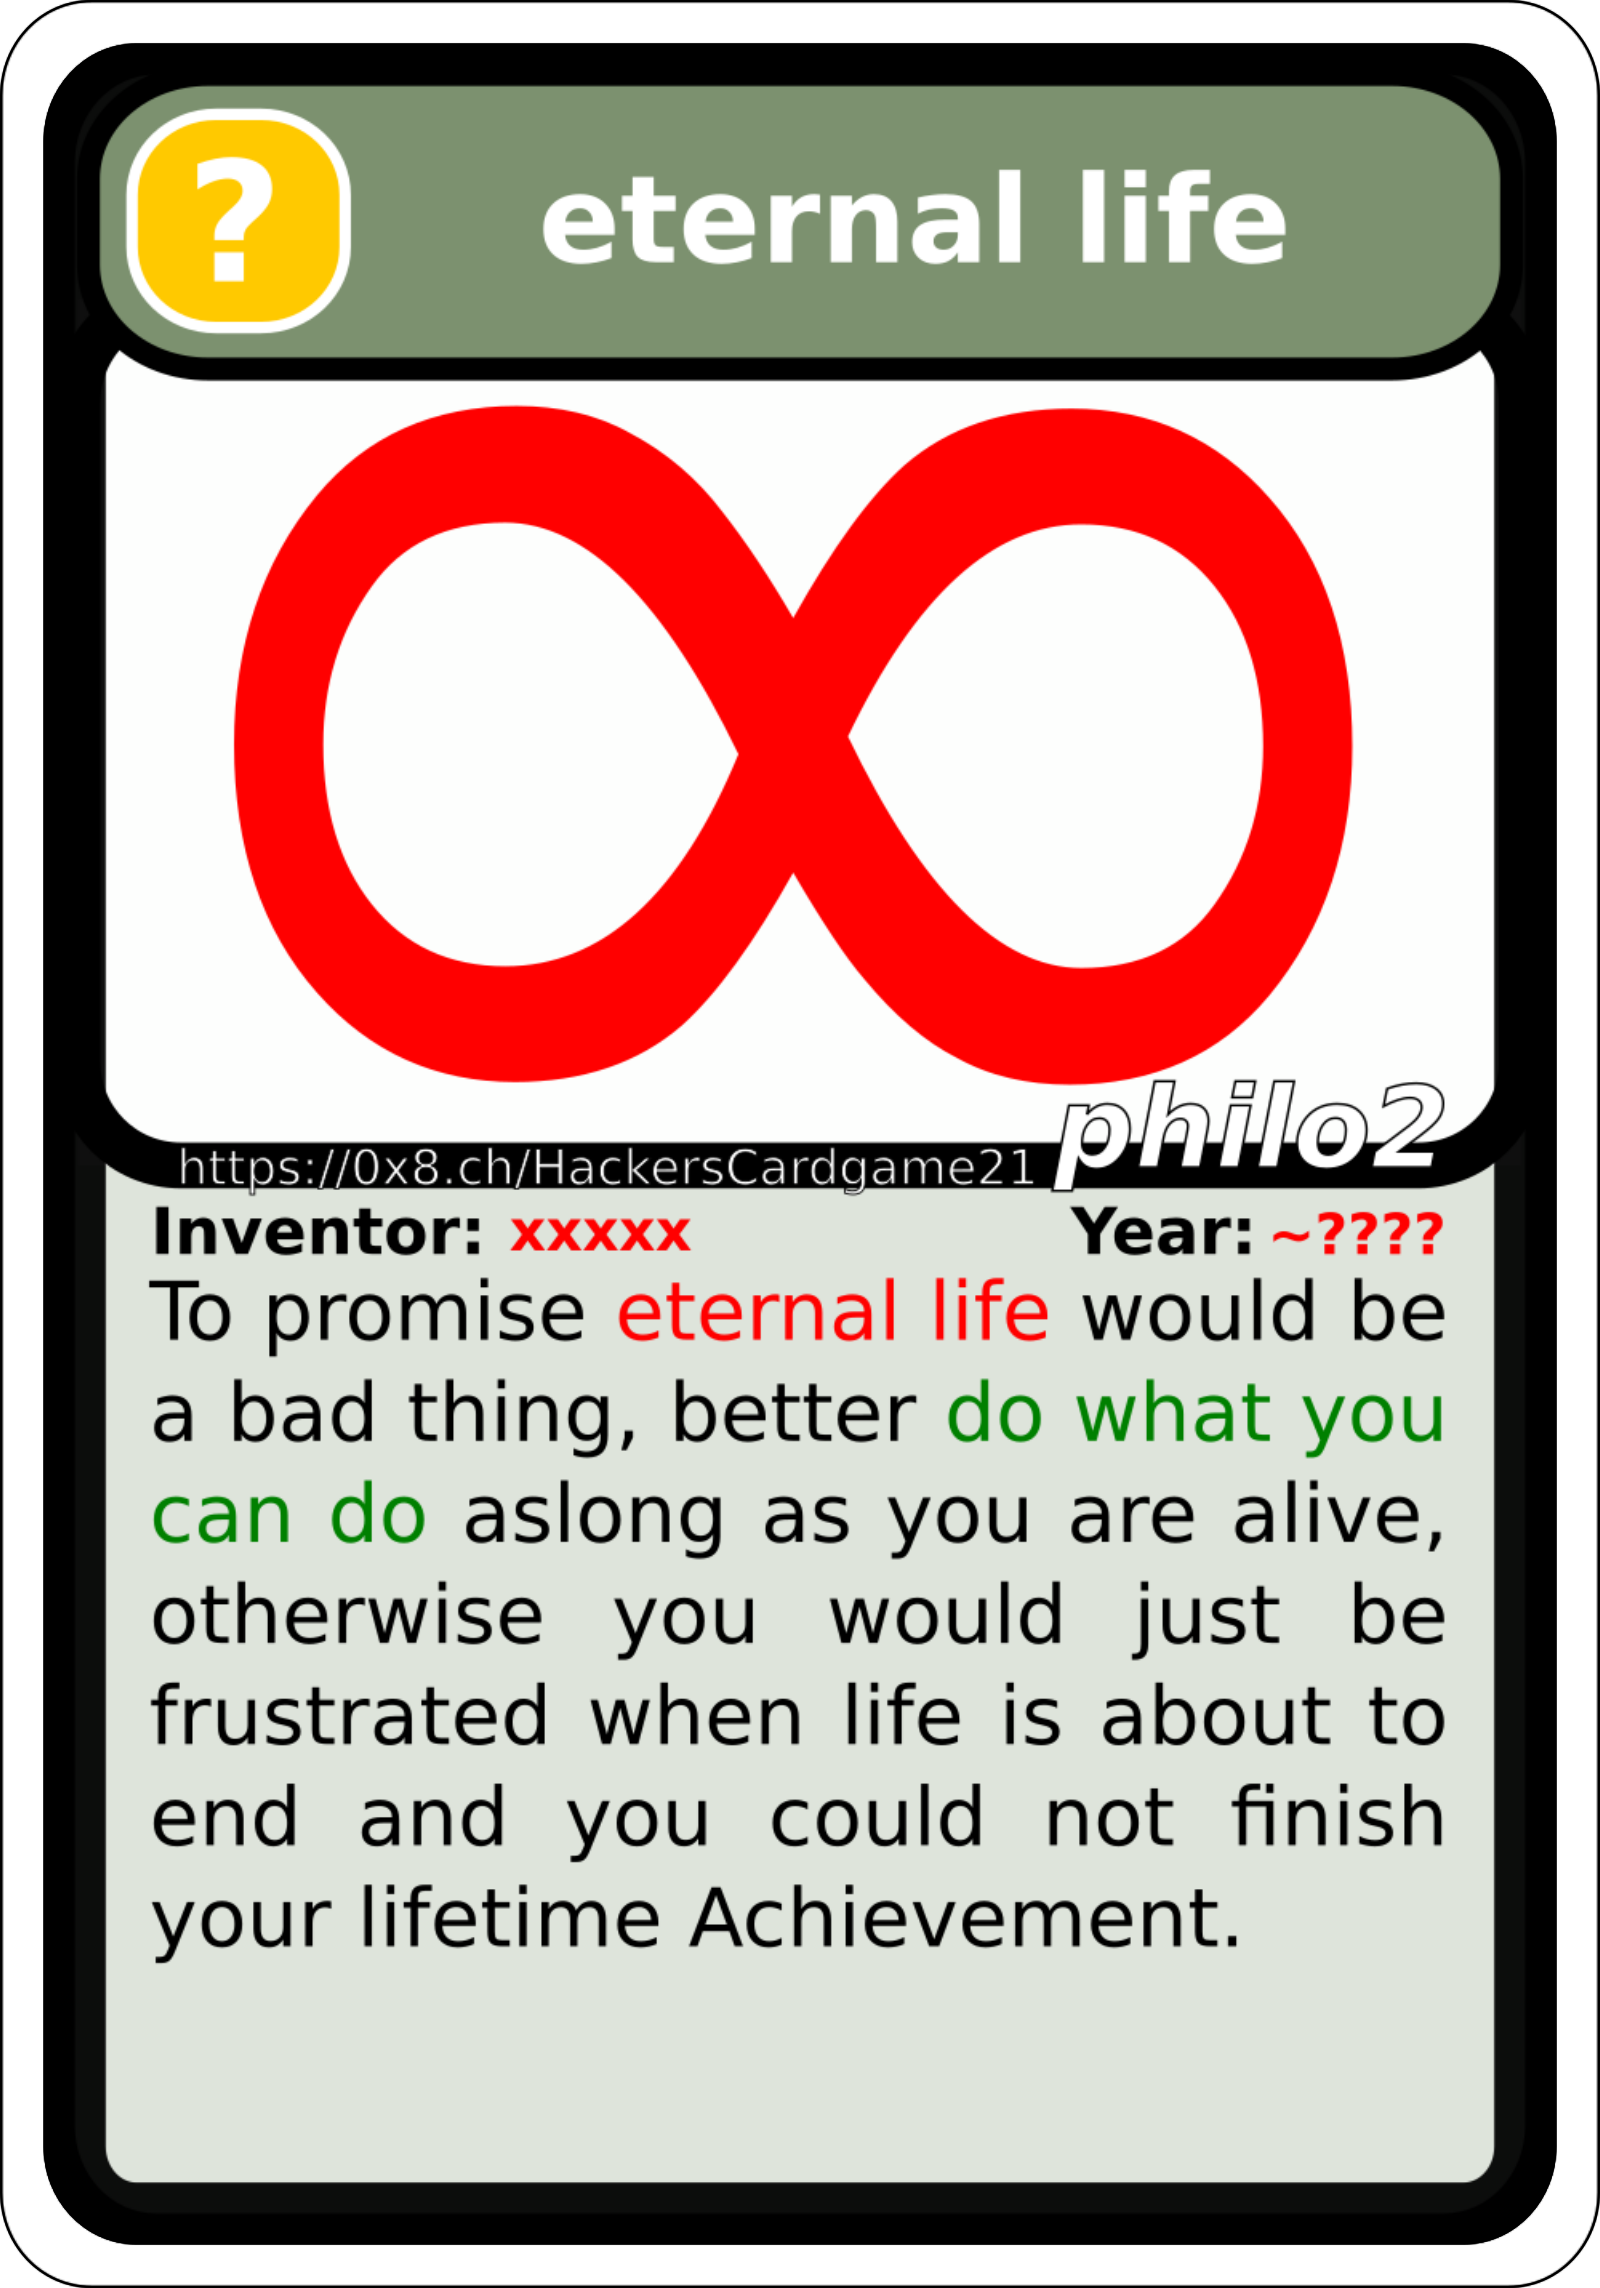 ?
eternal life
∞
philo2
https://0x8.ch/HackersCardgame21
Inventor: xxxxx
Year: ~????
To promise eternal life would be
a bad thing, better do what you
can do aslong as you are alive,
otherwise you would just be
frustrated when life is about to
end and you could not finish
your lifetime Achievement.